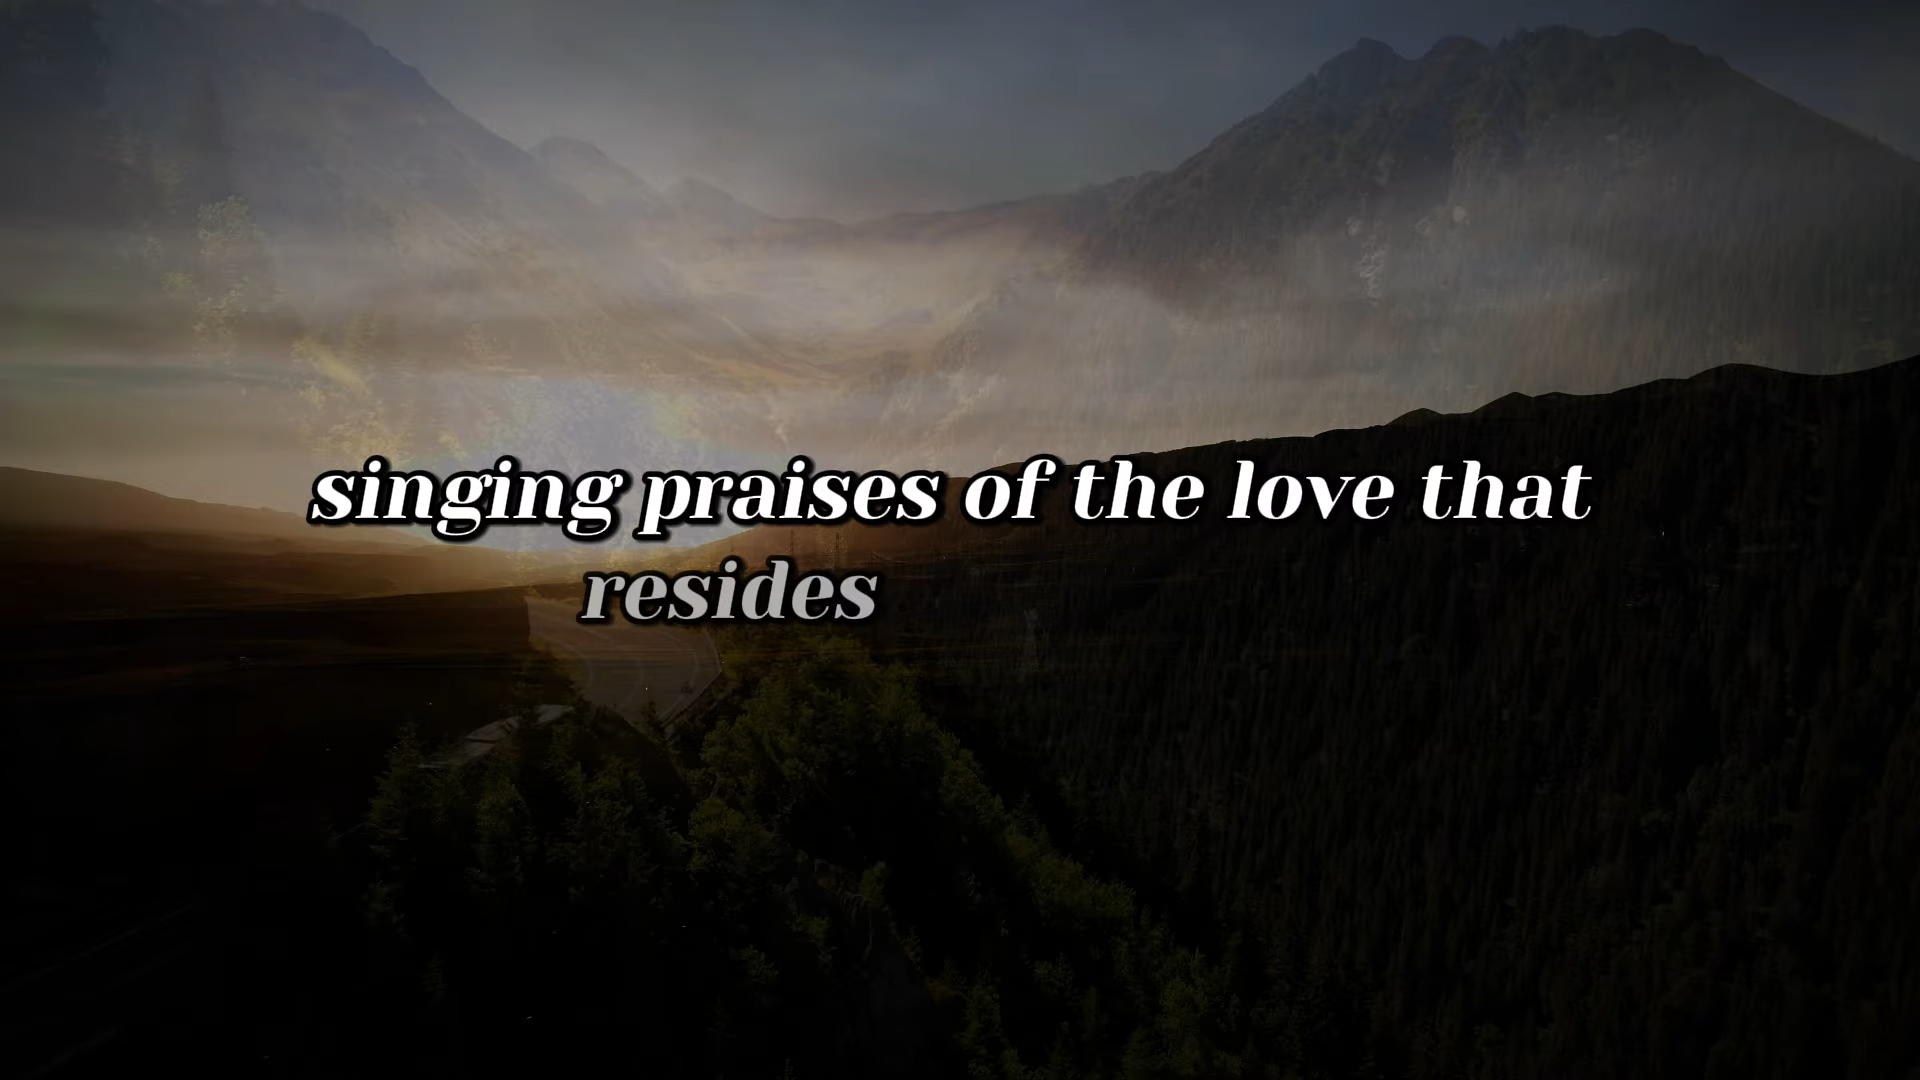 singing praises of the love that
resides